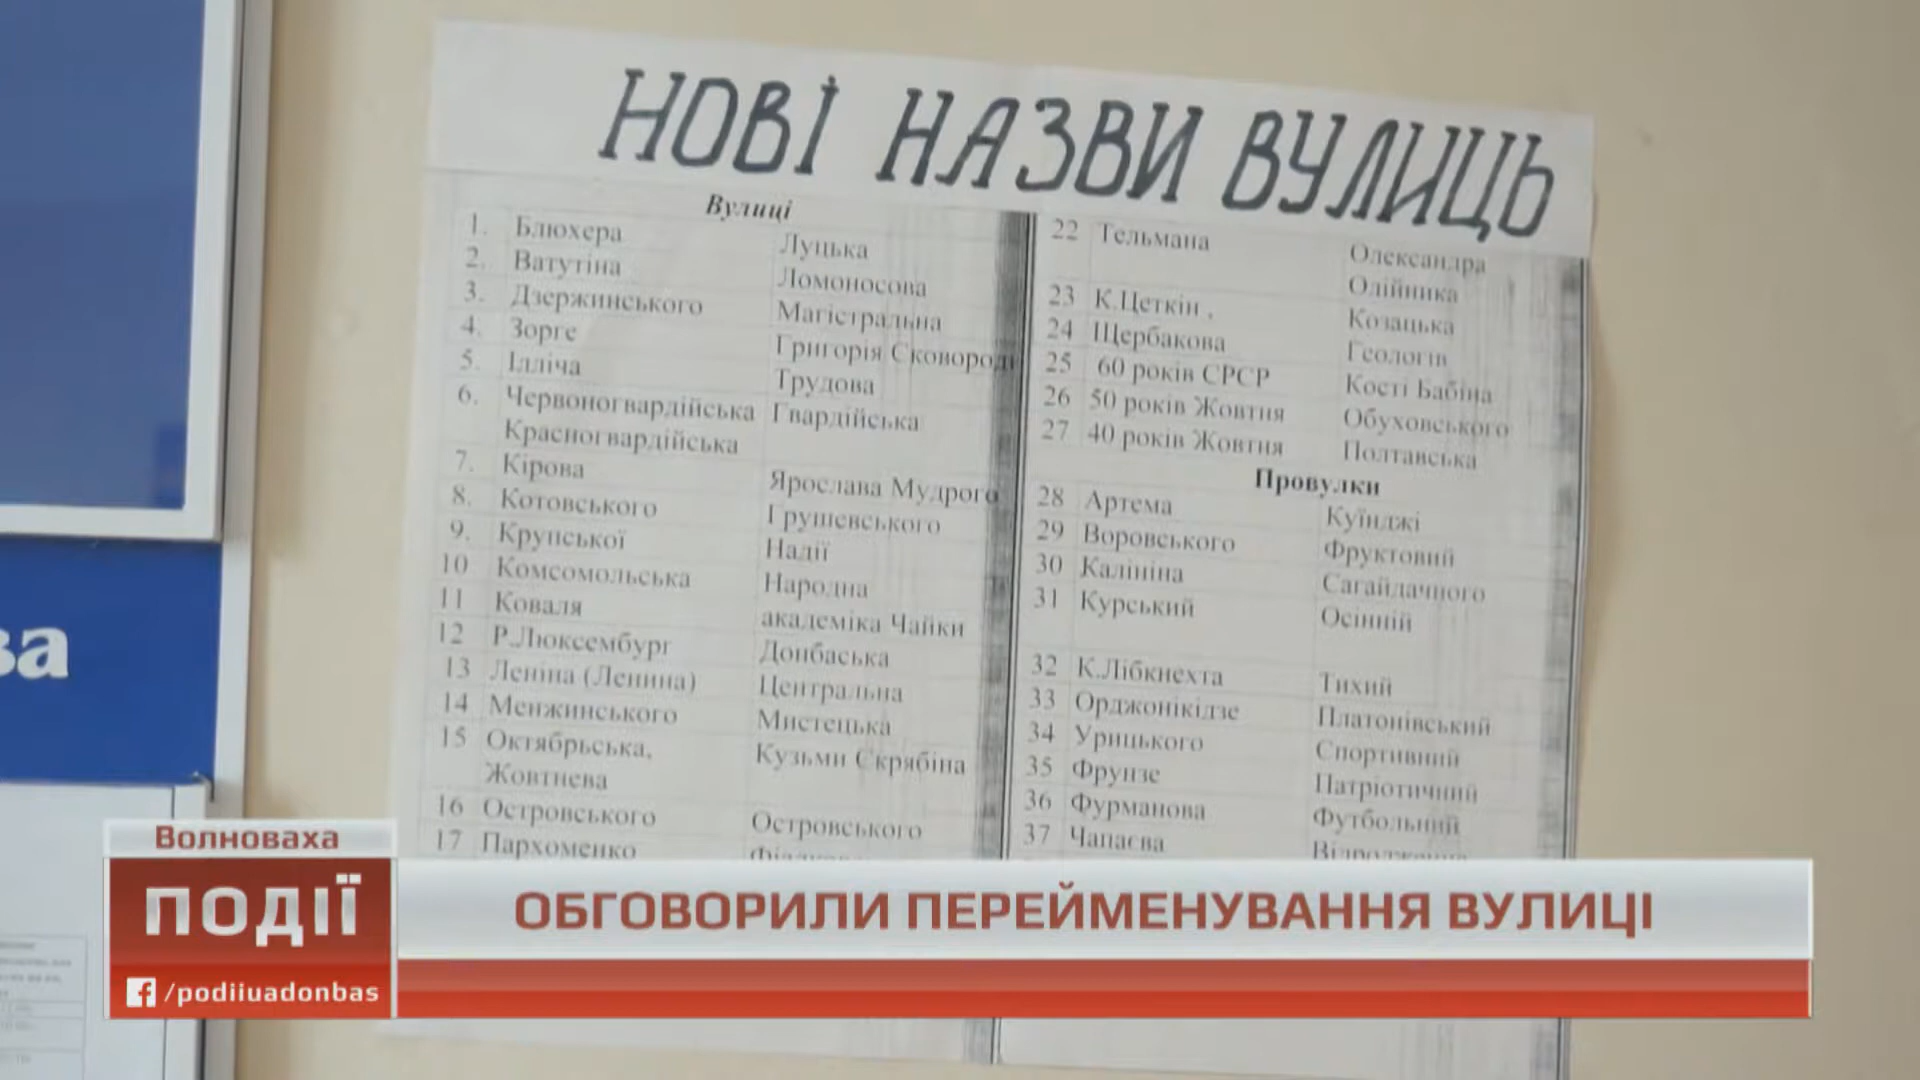 НОВІ НАЗВИ ВУЛИЦЬ
Вулиці
1. Блюхера Луцька
2. Ватутіна Ломоносова
3. Дзержинського Магістральна
4. Зорге Григорія Сковороди
5. Ілліча Трудова
6. Червоногвардійська Гвардійська
Красногвардійська
7. Кірова Ярослава Мудрого
8. Котовського Грушевського
9. Крупської Надії
10 Комсомольська Народна
11 Коваля академіка Чайки
12 Р.Люксембург Донбаська
13 Леніна (Ленина) Центральна
14 Менжинського Мистецька
15 Октябрьська, Кузьми Скрябіна
Жовтнева
16 Островського Островського
17 Пархоменко
22 Тельмана Олександра
Олійника
23 К.Цеткін , Козацька
24 Щербакова Геологів
25 60 років СРСР Кості Бабіна
26 50 років Жовтня Обуховського
27 40 років Жовтня Полтавська
Провулки
28 Артема Куїнджі
29 Воровського Фруктовий
30 Калініна Сагайдачного
31 Курський Осінній
32 К.Лібкнехта Тихий
33 Орджонікідзе Платонівський
34 Урицького Спортивний
35 Фрунзе Патріотичний
36 Фурманова Футбольний
37 Чапаєва Відродження
ва
Волноваха
ПОДІЇ
/podiiuadonbas
ОБГОВОРИЛИ ПЕРЕЙМЕНУВАННЯ ВУЛИЦІ